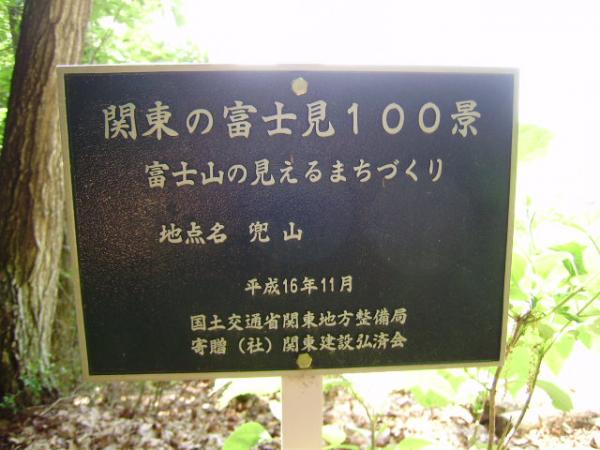 関東の富士見１００景
富士山の見えるまちづくり
地点名 兜山
平成16年11月
国土交通省関東地方整備局
寄贈（社）関東建設弘済会